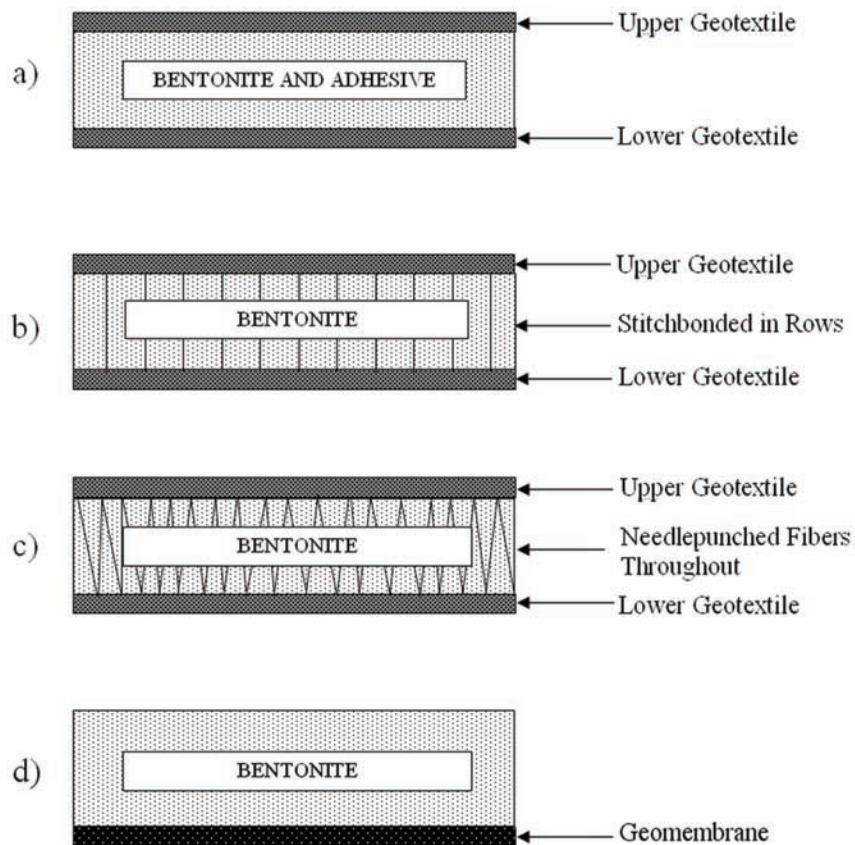 Upper Geotextile
a)
BENTONITE AND ADHESIVE
Lower Geotextile
Upper Geotextile
b)
BENTONITE
Stitchbonded in Rows
Lower Geotextile
Upper Geotextile
c)
BENTONITE
Needlepunched Fibers
Throughout
Lower Geotextile
d)
BENTONITE
Geomembrane